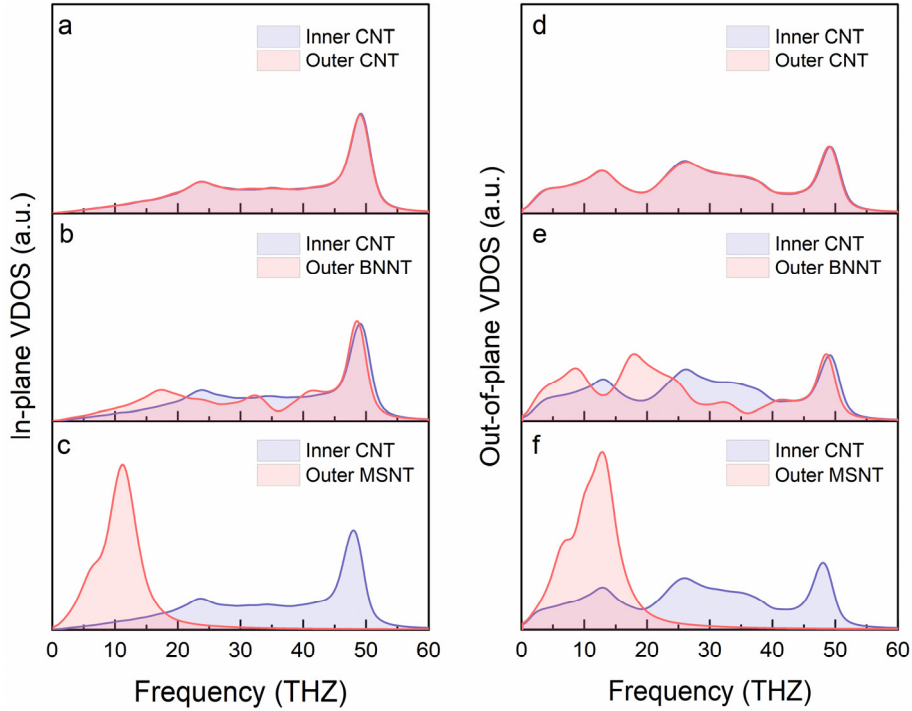 a
Inner CNT
Outer CNT
b
Inner CNT
Outer BNNT
c
Inner CNT
Outer MSNT
In-plane VDOS (a.u.)
0 10 20 30 40 50 60
Frequency (THZ)
d
Inner CNT
Outer CNT
e
Inner CNT
Outer BNNT
f
Inner CNT
Outer MSNT
Out-of-plane VDOS (a.u.)
0 10 20 30 40 50 60
Frequency (THZ)